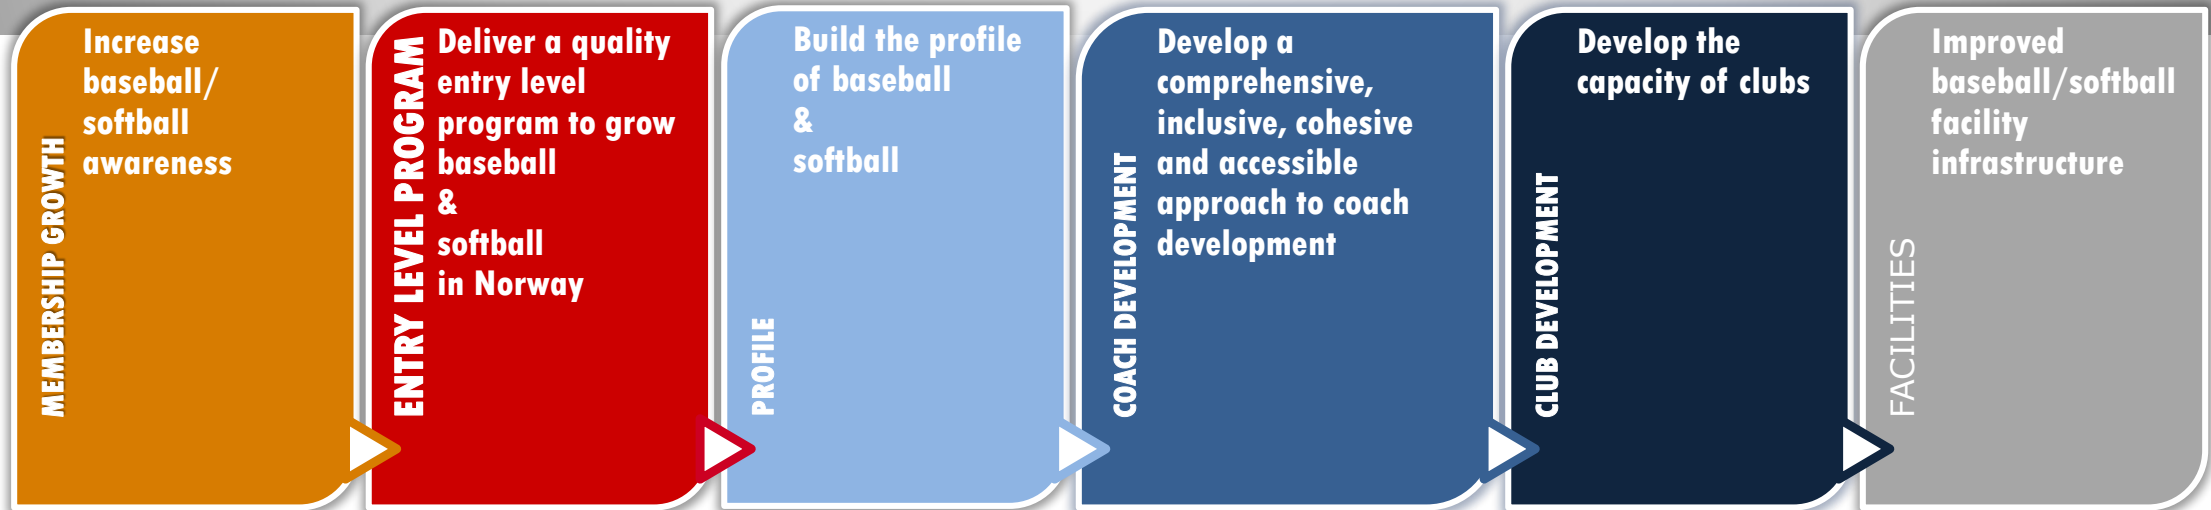 MEMBERSHIP GROWTH
Increase
baseball/
softball
awareness
ENTRY LEVEL PROGRAM
Deliver a quality
entry level
program to grow
baseball
&
softball
in Norway
PROFILE
Build the profile
of baseball
&
softball
COACH DEVELOPMENT
Develop a
comprehensive,
inclusive, cohesive
and accessible
approach to coach
development
CLUB DEVELOPMENT
Develop the
capacity of clubs
FACILITIES
Improved
baseball/softball
facility
infrastructure